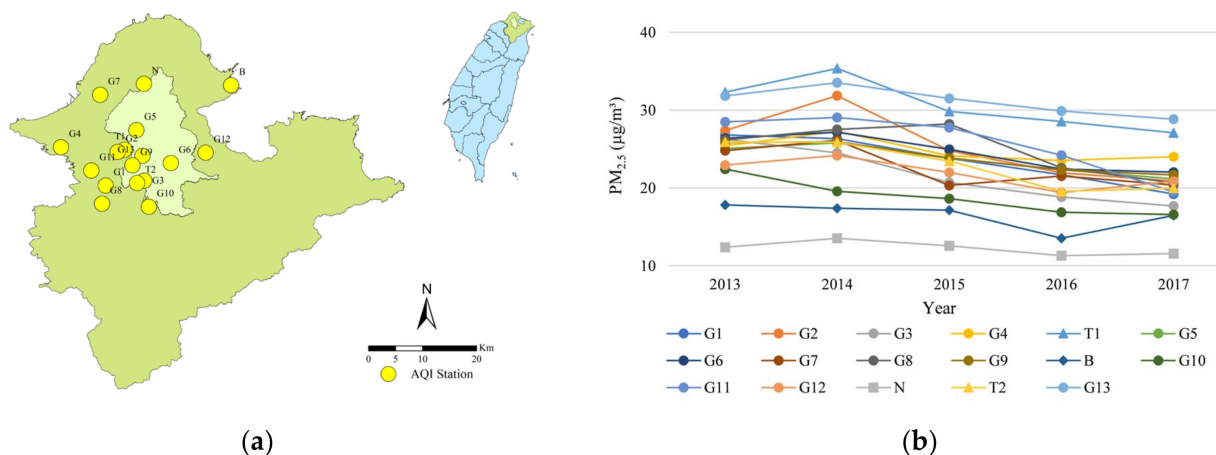 N
B
G7
G5
G4
T1
G2
G12
G13
G9
G6
G11
G1
T2
G3
G8
G10
N
Km
0 5 10 20
AQI Station
(a)
PM2.5 (μg/m³)
40
30
20
10
2013 2014 2015 2016 2017
Year
G1 G2 G3 G4 T1 G5
G6 G7 G8 G9 B G10
G11 G12 N T2 G13
(b)